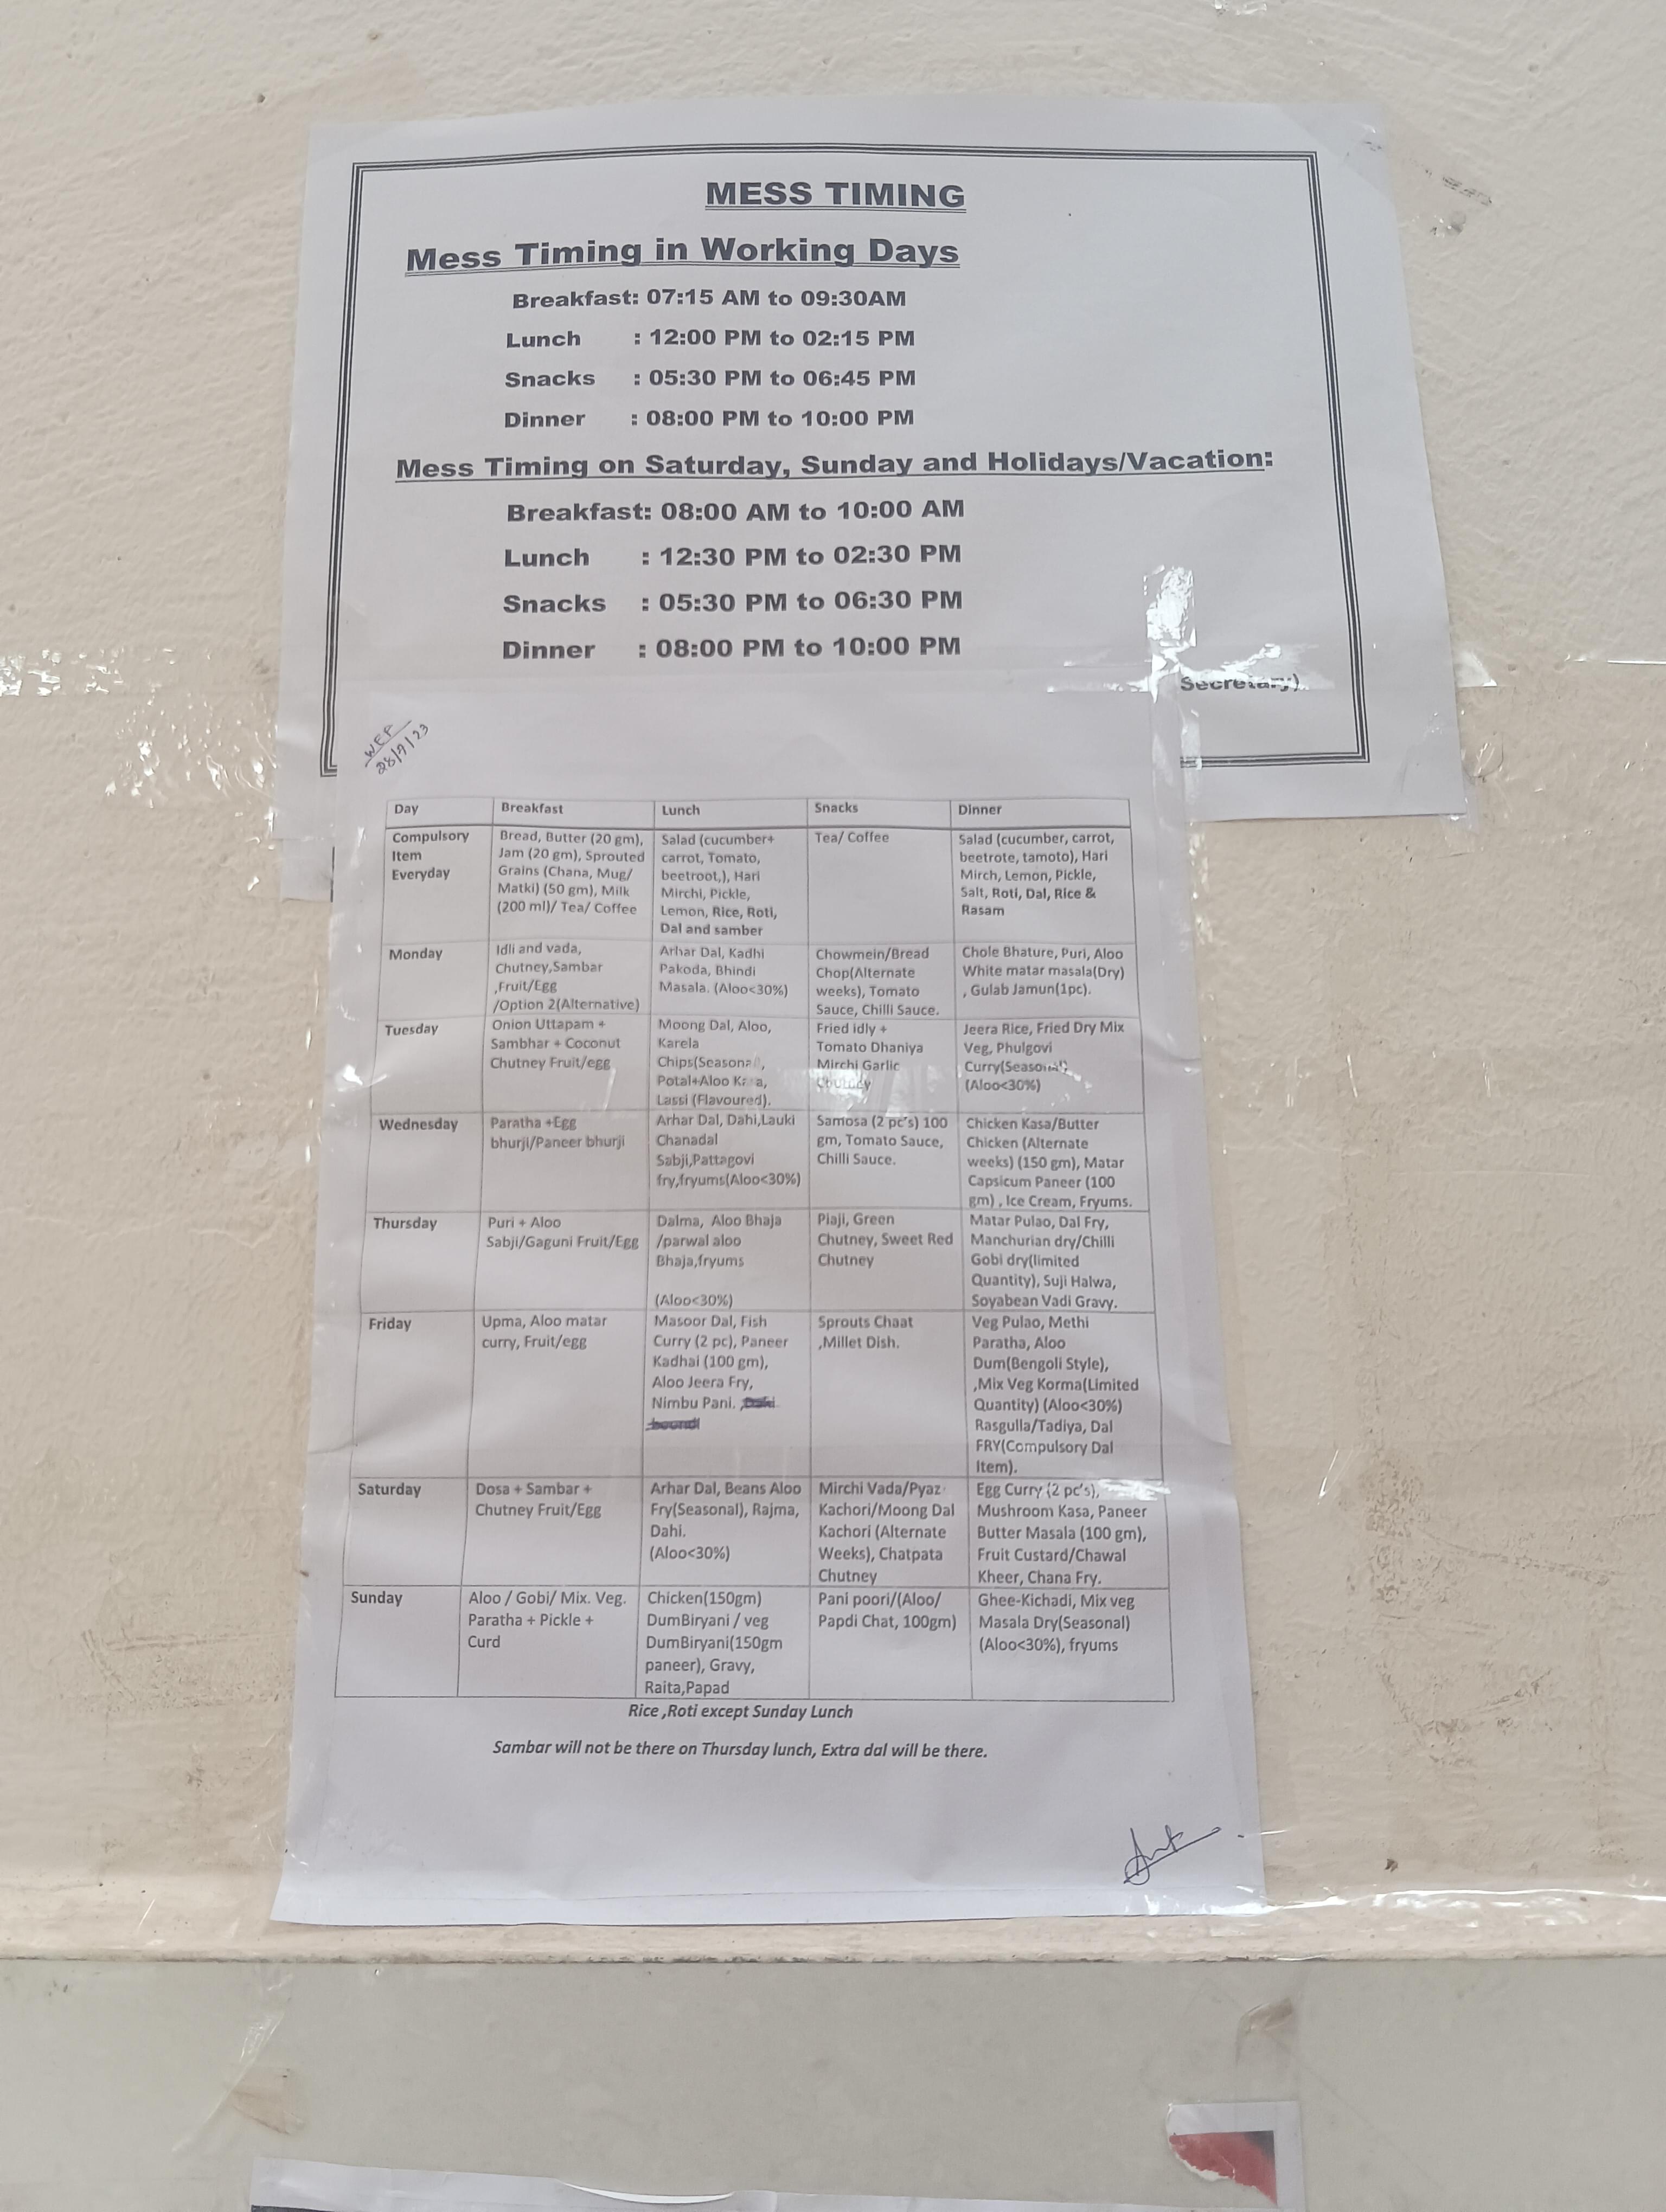 MESS TIMING
Mess Timing in Working Days
Breakfast: 07:15 AM to 09:30AM
Lunch : 12:00 PM to 02:15 PM
Snacks : 05:30 PM to 06:45 PM
Dinner : 08:00 PM to 10:00 PM
Mess Timing on Saturday, Sunday and Holidays/Vacation:
Breakfast: 08:00 AM to 10:00 AM
Lunch : 12:30 PM to 02:30 PM
Snacks : 05:30 PM to 06:30 PM
Dinner : 08:00 PM to 10:00 PM
Secretary)
WEF
28/9/23
Day
Breakfast
Lunch
Snacks
Dinner
Compulsory
Item
Everyday
Bread, Butter (20 gm),
Jam (20 gm), Sprouted
Grains (Chana, Mug/
Matki) (50 gm), Milk
(200 ml)/ Tea/ Coffee
Salad (cucumber+
carrot, Tomato,
beetroot,), Hari
Mirchi, Pickle,
Lemon, Rice, Roti,
Dal and samber
Tea/ Coffee
Salad (cucumber, carrot,
beetrote, tamoto), Hari
Mirch, Lemon, Pickle,
Salt, Roti, Dal, Rice &
Rasam
Monday
Idli and vada,
Chutney,Sambar
,Fruit/Egg
/Option 2(Alternative)
Arhar Dal, Kadhi
Pakoda, Bhindi
Masala. (Aloo<30%)
Chowmein/Bread
Chop(Alternate
weeks), Tomato
Sauce, Chilli Sauce.
Chole Bhature, Puri, Aloo
White matar masala(Dry)
, Gulab Jamun(1pc).
Tuesday
Onion Uttapam +
Sambhar + Coconut
Chutney Fruit/egg
Moong Dal, Aloo,
Karela
Chips(Seasonal),
Potal+Aloo
Lassi (Flavoured).
Fried idly +
Tomato Dhaniya
Mirchi Garlic
Chutney
Jeera Rice, Fried Dry Mix
Veg, Phulgovi
Curry(Seasonal)
(Aloo<30%)
Wednesday
Paratha +Egg
bhurji/Paneer bhurji
Arhar Dal, Dahi,Lauki
Chanadal
Sabji,Pattagovi
fry,fryums(Aloo<30%)
Samosa (2 pc's) 100
gm, Tomato Sauce,
Chilli Sauce.
Chicken Kasa/Butter
Chicken (Alternate
weeks) (150 gm), Matar
Capsicum Paneer (100
gm) , Ice Cream, Fryums.
Thursday
Puri + Aloo
Sabji/Gaguni Fruit/Egg
Dalma, Aloo Bhaja
/parwal aloo
Bhaja,fryums
(Aloo<30%)
Piaji, Green
Chutney, Sweet Red
Chutney
Matar Pulao, Dal Fry,
Manchurian dry/Chilli
Gobi dry(limited
Quantity), Suji Halwa,
Soyabean Vadi Gravy.
Friday
Upma, Aloo matar
curry, Fruit/egg
Masoor Dal, Fish
Curry (2 pc), Paneer
Kadhai (100 gm),
Aloo Jeera Fry,
Nimbu Pani.
Sprouts Chaat
,Millet Dish.
Veg Pulao, Methi
Paratha, Aloo
Dum(Bengoli Style),
,Mix Veg Korma(Limited
Quantity) (Aloo<30%)
Rasgulla/Tadiya, Dal
FRY(Compulsory Dal
Item).
Saturday
Dosa + Sambar +
Chutney Fruit/Egg
Arhar Dal, Beans Aloo
Fry(Seasonal), Rajma,
Dahi.
(Aloo<30%)
Mirchi Vada/Pyaz
Kachori/Moong Dal
Kachori (Alternate
Weeks), Chatpata
Chutney
Egg Curry (2 pc's),
Mushroom Kasa, Paneer
Butter Masala (100 gm),
Fruit Custard/Chawal
Kheer, Chana Fry.
Sunday
Aloo / Gobi/ Mix. Veg.
Paratha + Pickle +
Curd
Chicken(150gm)
DumBiryani / veg
DumBiryani(150gm
paneer), Gravy,
Raita,Papad
Pani poori/(Aloo/
Papdi Chat, 100gm)
Ghee-Kichadi, Mix veg
Masala Dry(Seasonal)
(Aloo<30%), fryums
Rice ,Roti except Sunday Lunch
Sambar will not be there on Thursday lunch, Extra dal will be there.